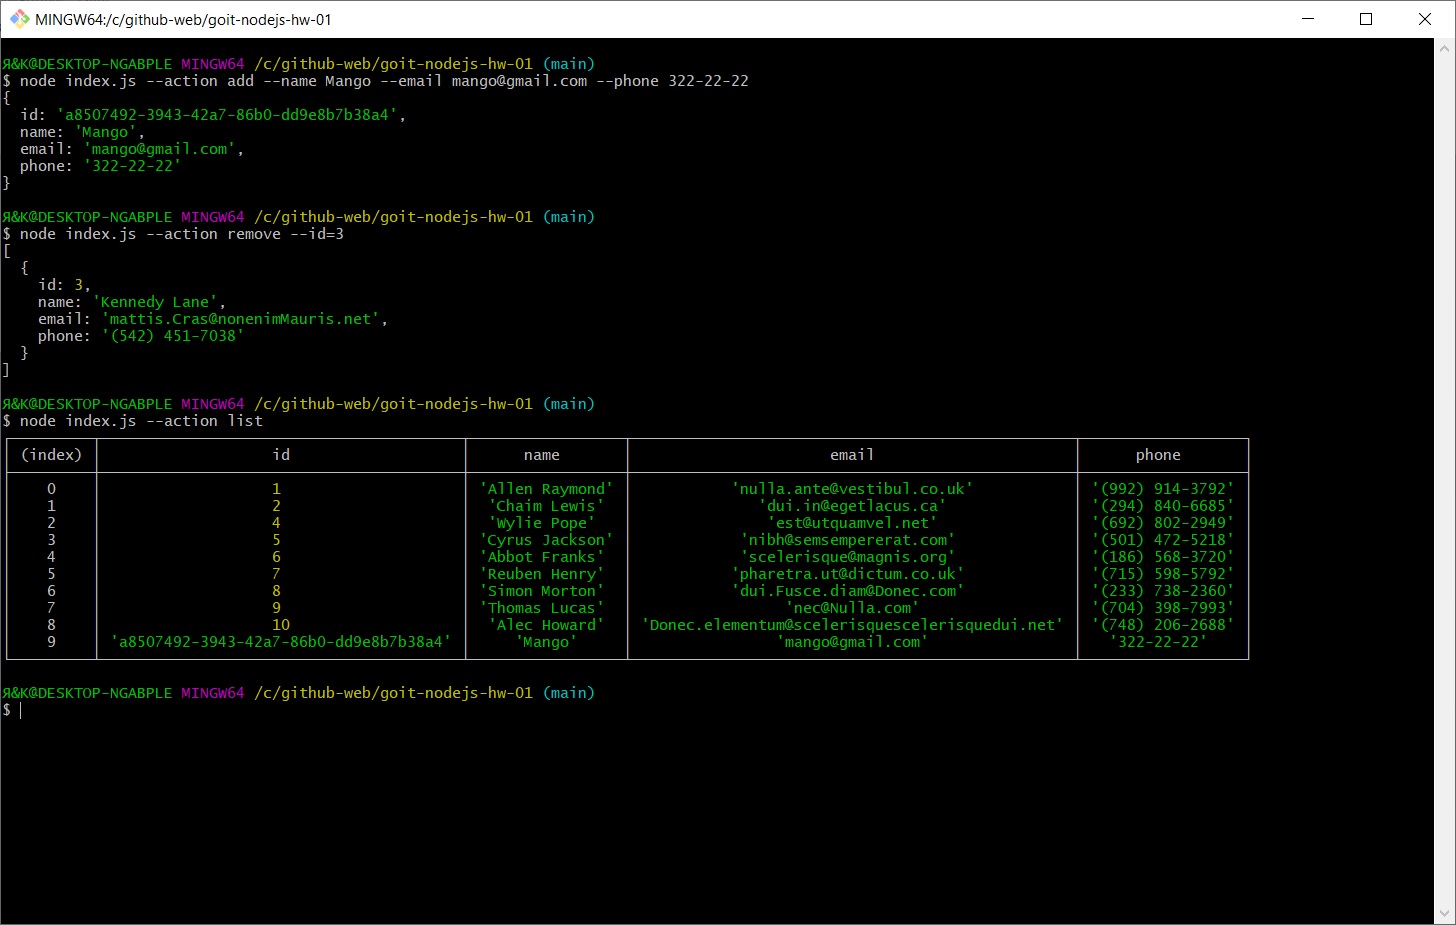 MINGW64:/c/github-web/goit-nodejs-hw-01
Я&K@DESKTOP-NGABPLE MINGW64 /c/github-web/goit-nodejs-hw-01 (main)
$ node index.js --action add --name Mango --email mango@gmail.com --phone 322-22-22
{
  id: 'a8507492-3943-42a7-86b0-dd9e8b7b38a4',
  name: 'Mango',
  email: 'mango@gmail.com',
  phone: '322-22-22'
}
Я&K@DESKTOP-NGABPLE MINGW64 /c/github-web/goit-nodejs-hw-01 (main)
$ node index.js --action remove --id=3
[
  {
    id: 3,
    name: 'Kennedy Lane',
    email: 'mattis.Cras@nonenimMauris.net',
    phone: '(542) 451-7038'
  }
]
Я&K@DESKTOP-NGABPLE MINGW64 /c/github-web/goit-nodejs-hw-01 (main)
$ node index.js --action list
(index) id name email phone
0 1 'Allen Raymond' 'nulla.ante@vestibul.co.uk' '(992) 914-3792'
1 2 'Chaim Lewis' 'dui.in@egetlacus.ca' '(294) 840-6685'
2 4 'Wylie Pope' 'est@utquamvel.net' '(692) 802-2949'
3 5 'Cyrus Jackson' 'nibh@semsempererat.com' '(501) 472-5218'
4 6 'Abbot Franks' 'scelerisque@magnis.org' '(186) 568-3720'
5 7 'Reuben Henry' 'pharetra.ut@dictum.co.uk' '(715) 598-5792'
6 8 'Simon Morton' 'dui.Fusce.diam@Donec.com' '(233) 738-2360'
7 9 'Thomas Lucas' 'nec@Nulla.com' '(704) 398-7993'
8 10 'Alec Howard' 'Donec.elementum@scelerisquescelerisquedui.net' '(748) 206-2688'
9 'a8507492-3943-42a7-86b0-dd9e8b7b38a4' 'Mango' 'mango@gmail.com' '322-22-22'
Я&K@DESKTOP-NGABPLE MINGW64 /c/github-web/goit-nodejs-hw-01 (main)
$